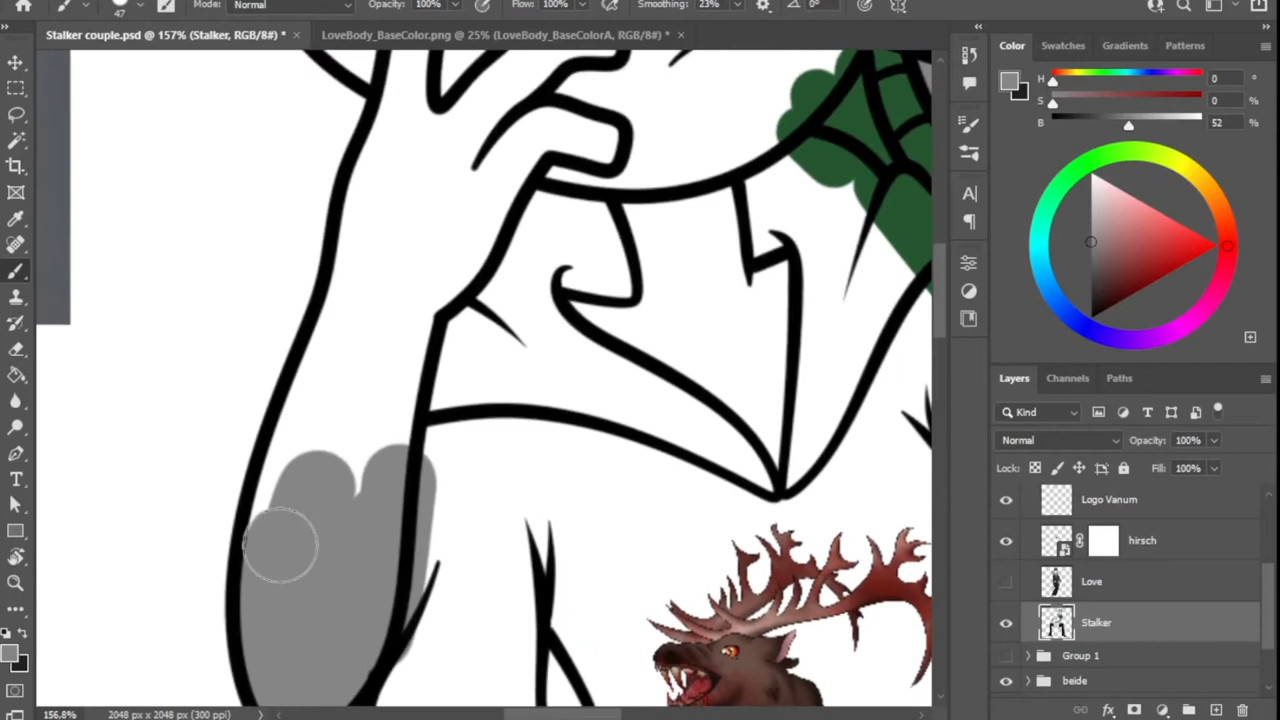 47 Mode: Normal Opacity: 100% Flow: 100% Smoothing: 23% 0°
Stalker couple.psd @ 157% (Stalker, RGB/8#) * × LoveBody_BaseColor.png @ 25% (LoveBody_BaseColorA, RGB/8#) * ×
Color Swatches Gradients Patterns
H 0 °
S 0 %
B 52 %
Layers Channels Paths
Kind
Normal Opacity: 100%
Lock: Fill: 100%
Logo Vanum
hirsch
Love
Stalker
Group 1
beide
156,8% 2048 px x 2048 px (300 ppi)